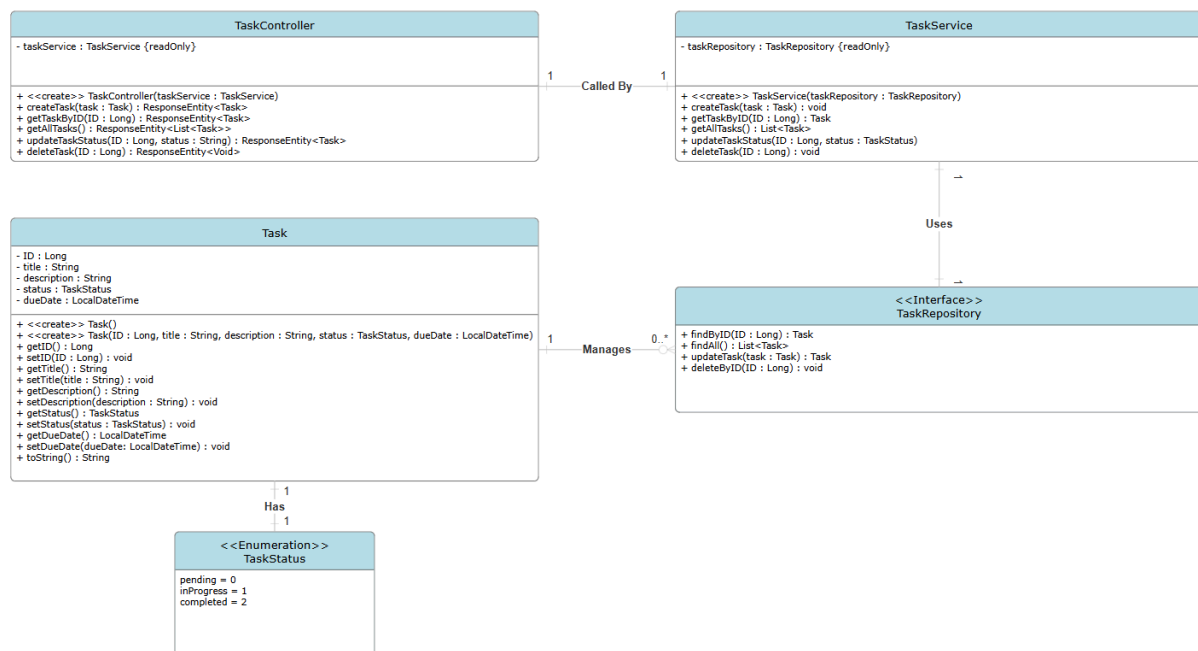 TaskController
- taskService : TaskService {readOnly}
+ <<create>> TaskController(taskService : TaskService)
+ createTask(task : Task) : ResponseEntity<Task>
+ getTaskByID(ID : Long) : ResponseEntity<Task>
+ getAllTasks() : ResponseEntity<List<Task>>
+ updateTaskStatus(ID : Long, status : String) : ResponseEntity<Task>
+ deleteTask(ID : Long) : ResponseEntity<Void>
1
Called By
1
TaskService
- taskRepository : TaskRepository {readOnly}
+ <<create>> TaskService(taskRepository : TaskRepository)
+ createTask(task : Task) : void
+ getTaskByID(ID : Long) : Task
+ getAllTasks() : List<Task>
+ updateTaskStatus(ID : Long, status : TaskStatus)
+ deleteTask(ID : Long) : void
1
Uses
1
Task
- ID : Long
- title : String
- description : String
- status : TaskStatus
- dueDate : LocalDateTime
+ <<create>> Task()
+ <<create>> Task(ID : Long, title : String, description : String, status : TaskStatus, dueDate : LocalDateTime)
+ getID() : Long
+ setID(ID : Long) : void
+ getTitle() : String
+ setTitle(title : String) : void
+ getDescription() : String
+ setDescription(description : String) : void
+ getStatus() : TaskStatus
+ setStatus(status : TaskStatus) : void
+ getDueDate() : LocalDateTime
+ setDueDate(dueDate: LocalDateTime) : void
+ toString() : String
1
Manages
0..*
<<Interface>>
TaskRepository
+ findByID(ID : Long) : Task
+ findAll() : List<Task>
+ updateTask(task : Task) : Task
+ deleteByID(ID : Long) : void
1
Has
1
<<Enumeration>>
TaskStatus
pending = 0
inProgress = 1
completed = 2